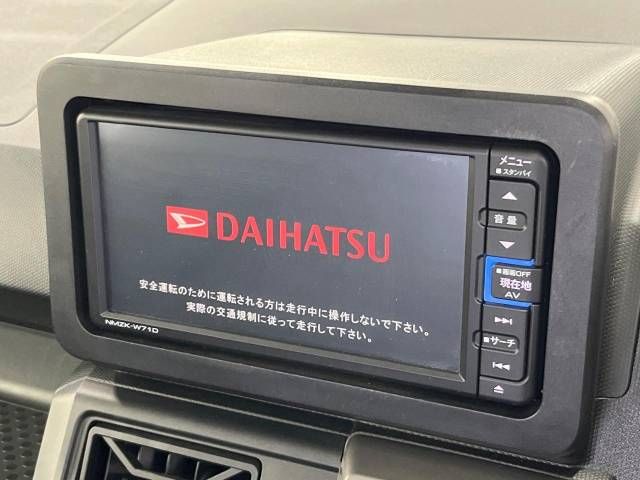 DAIHATSU
安全運転のために運転される方は走行中に操作しないで下さい。
実際の交通規制に従って走行して下さい。
NMZK-W71D
メニュー
スタンバイ
音量
画面OFF
現在地
AV
サーチ